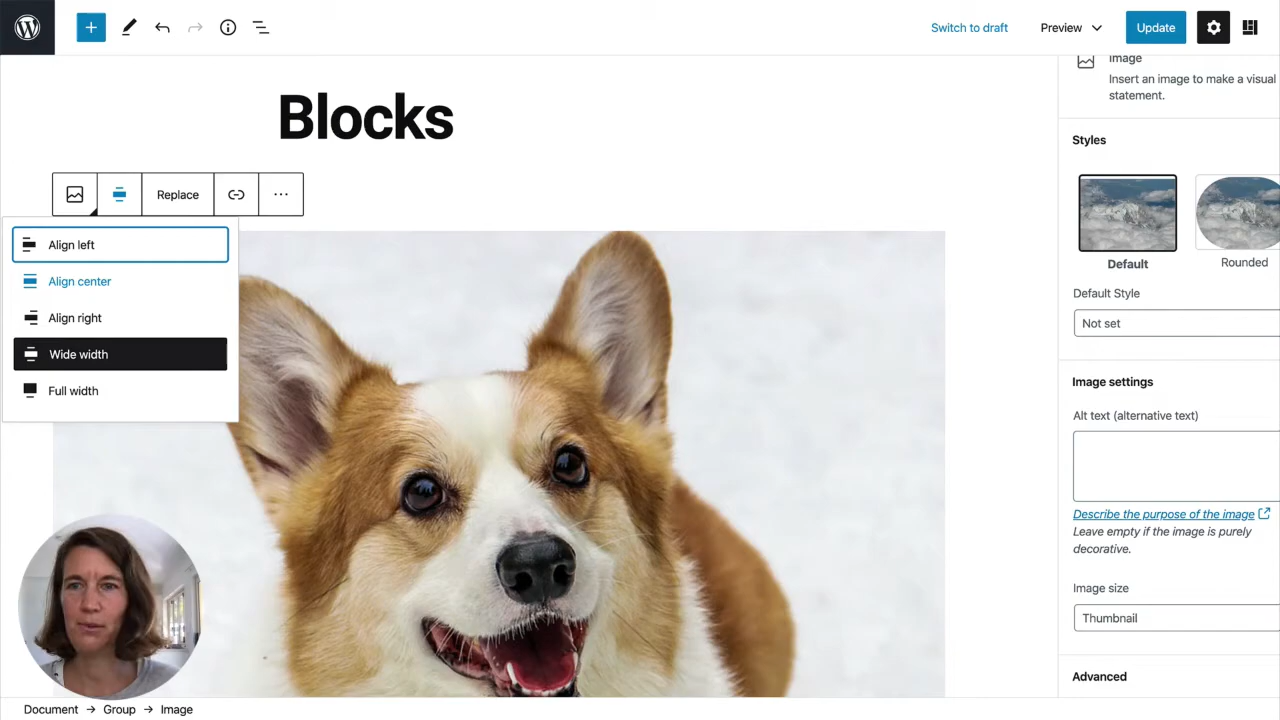 Switch to draft
Preview
Update
Image
Insert an image to make a visual
statement.
Blocks
Styles
Replace
Align left
Align center
Align right
Wide width
Full width
Default
Rounded
Default Style
Not set
Image settings
Alt text (alternative text)
Describe the purpose of the image
Leave empty if the image is purely
decorative.
Image size
Thumbnail
Advanced
Document → Group → Image